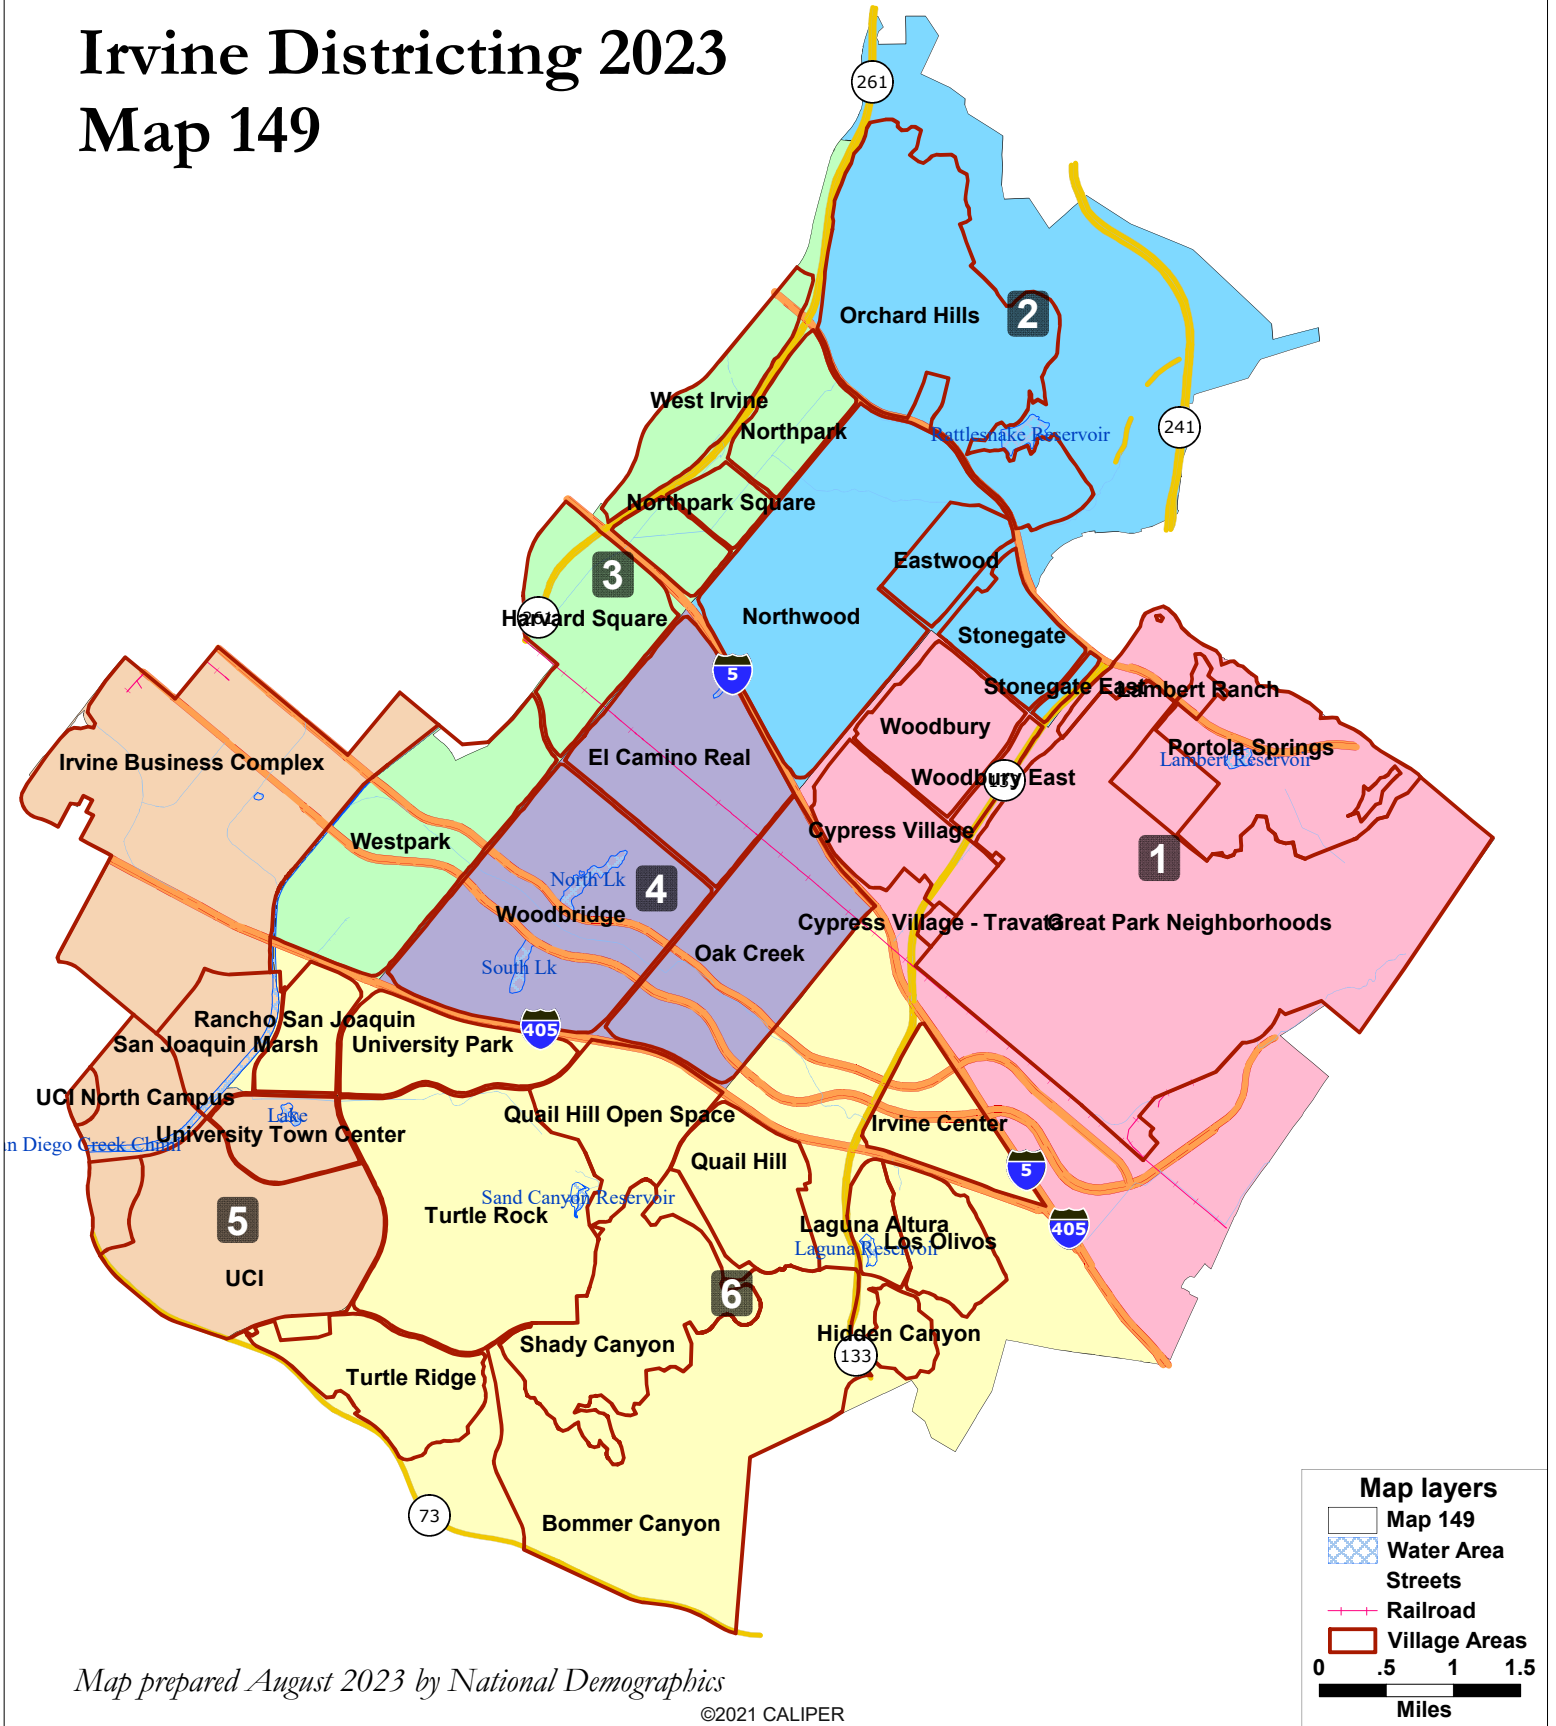 Irvine Districting 2023
Map 149
261
Orchard Hills
2
West Irvine
Northpark
Rattlesnake Reservoir
241
Northpark Square
Eastwood
3
Harvard Square
261
Northwood
Stonegate
5
Stonegate East
Lambert Ranch
Woodbury
Portola Springs
Lambert Reservoir
El Camino Real
Irvine Business Complex
Woodbury East
133
Cypress Village
Westpark
1
North Lk
4
Woodbridge
Cypress Village - Travata
Great Park Neighborhoods
Oak Creek
South Lk
405
Rancho San Joaquin
San Joaquin Marsh
University Park
UCI North Campus
Lake
Quail Hill Open Space
Irvine Center
University Town Center
an Diego Creek Chnnl
Quail Hill
5
Sand Canyon Reservoir
Turtle Rock
5
Laguna Altura
405
Los Olivos
Laguna Reservoir
UCI
6
Hidden Canyon
Shady Canyon
133
Turtle Ridge
73
Bommer Canyon
Map layers
Map 149
Water Area
Streets
Railroad
Village Areas
0 .5 1 1.5
Miles
Map prepared August 2023 by National Demographics
©2021 CALIPER